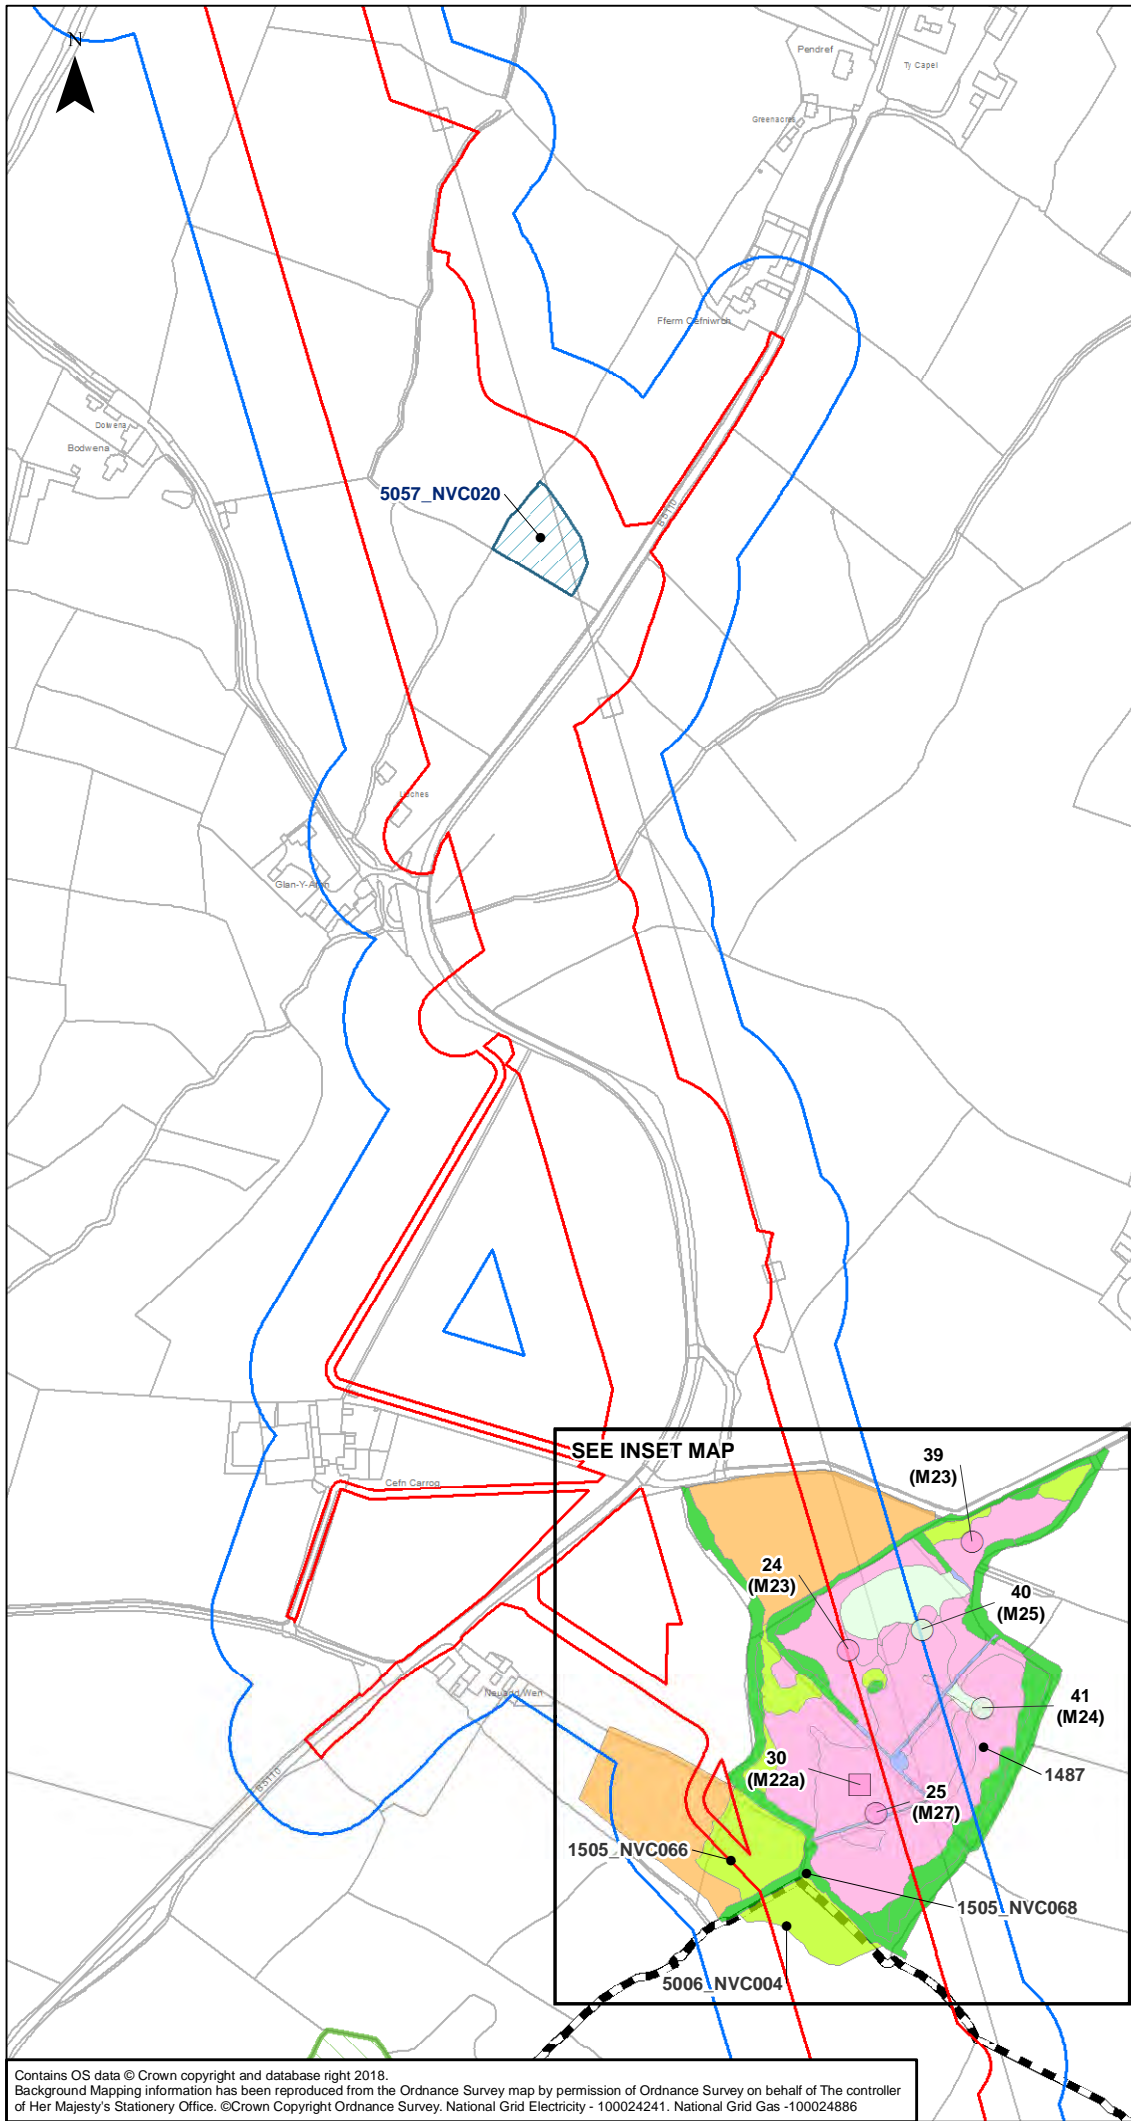 N
Pendref
Ty Capel
Greenacres
Fferm Cefniwrch
Dolwena
Bodwena
5057_NVC020
B5110
Leches
Glan-Y-Afon
SEE INSET MAP
39
(M23)
Cefn Carrog
24
(M23)
40
(M25)
Neuadd Wen
41
(M24)
30
(M22a)
1487
25
(M27)
B5110
1505_NVC066
1505_NVC068
5006_NVC004
Contains OS data © Crown copyright and database right 2018.
Background Mapping information has been reproduced from the Ordnance Survey map by permission of Ordnance Survey on behalf of The controller
of Her Majesty's Stationery Office. ©Crown Copyright Ordnance Survey. National Grid Electricity - 100024241. National Grid Gas -100024886